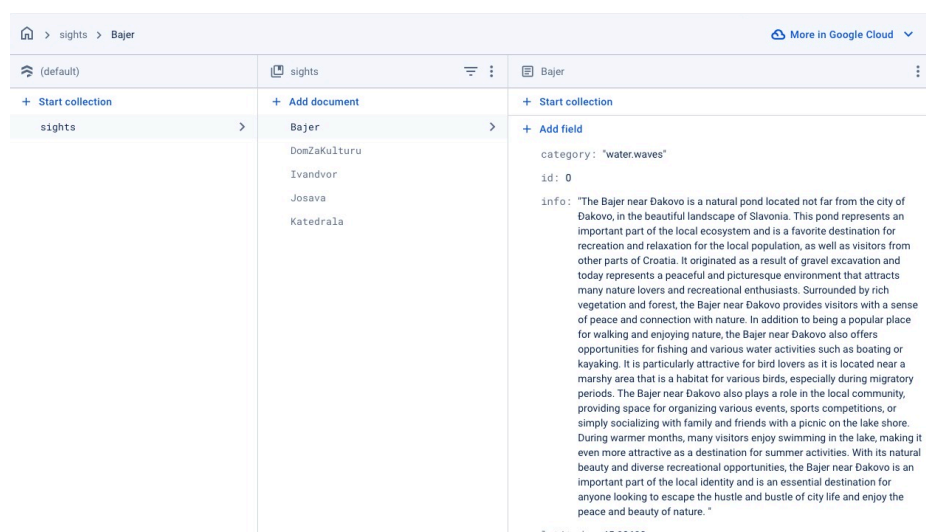 sights > Bajer
More in Google Cloud
(default)
sights
Bajer
+ Start collection
+ Add document
+ Start collection
sights
Bajer
+ Add field
DomZaKulturu
Ivandvor
Josava
Katedrala
category: "water.waves"
id: 0
info: "The Bajer near Đakovo is a natural pond located not far from the city of
Đakovo, in the beautiful landscape of Slavonia. This pond represents an
important part of the local ecosystem and is a favorite destination for
recreation and relaxation for the local population, as well as visitors from
other parts of Croatia. It originated as a result of gravel excavation and
today represents a peaceful and picturesque environment that attracts
many nature lovers and recreational enthusiasts. Surrounded by rich
vegetation and forest, the Bajer near Đakovo provides visitors with a sense
of peace and connection with nature. In addition to being a popular place
for walking and enjoying nature, the Bajer near Đakovo also offers
opportunities for fishing and various water activities such as boating or
kayaking. It is particularly attractive for bird lovers as it is located near a
marshy area that is a habitat for various birds, especially during migratory
periods. The Bajer near Đakovo also plays a role in the local community,
providing space for organizing various events, sports competitions, or
simply socializing with family and friends with a picnic on the lake shore.
During warmer months, many visitors enjoy swimming in the lake, making it
even more attractive as a destination for summer activities. With its natural
beauty and diverse recreational opportunities, the Bajer near Đakovo is an
important part of the local identity and is an essential destination for
anyone looking to escape the hustle and bustle of city life and enjoy the
peace and beauty of nature. "